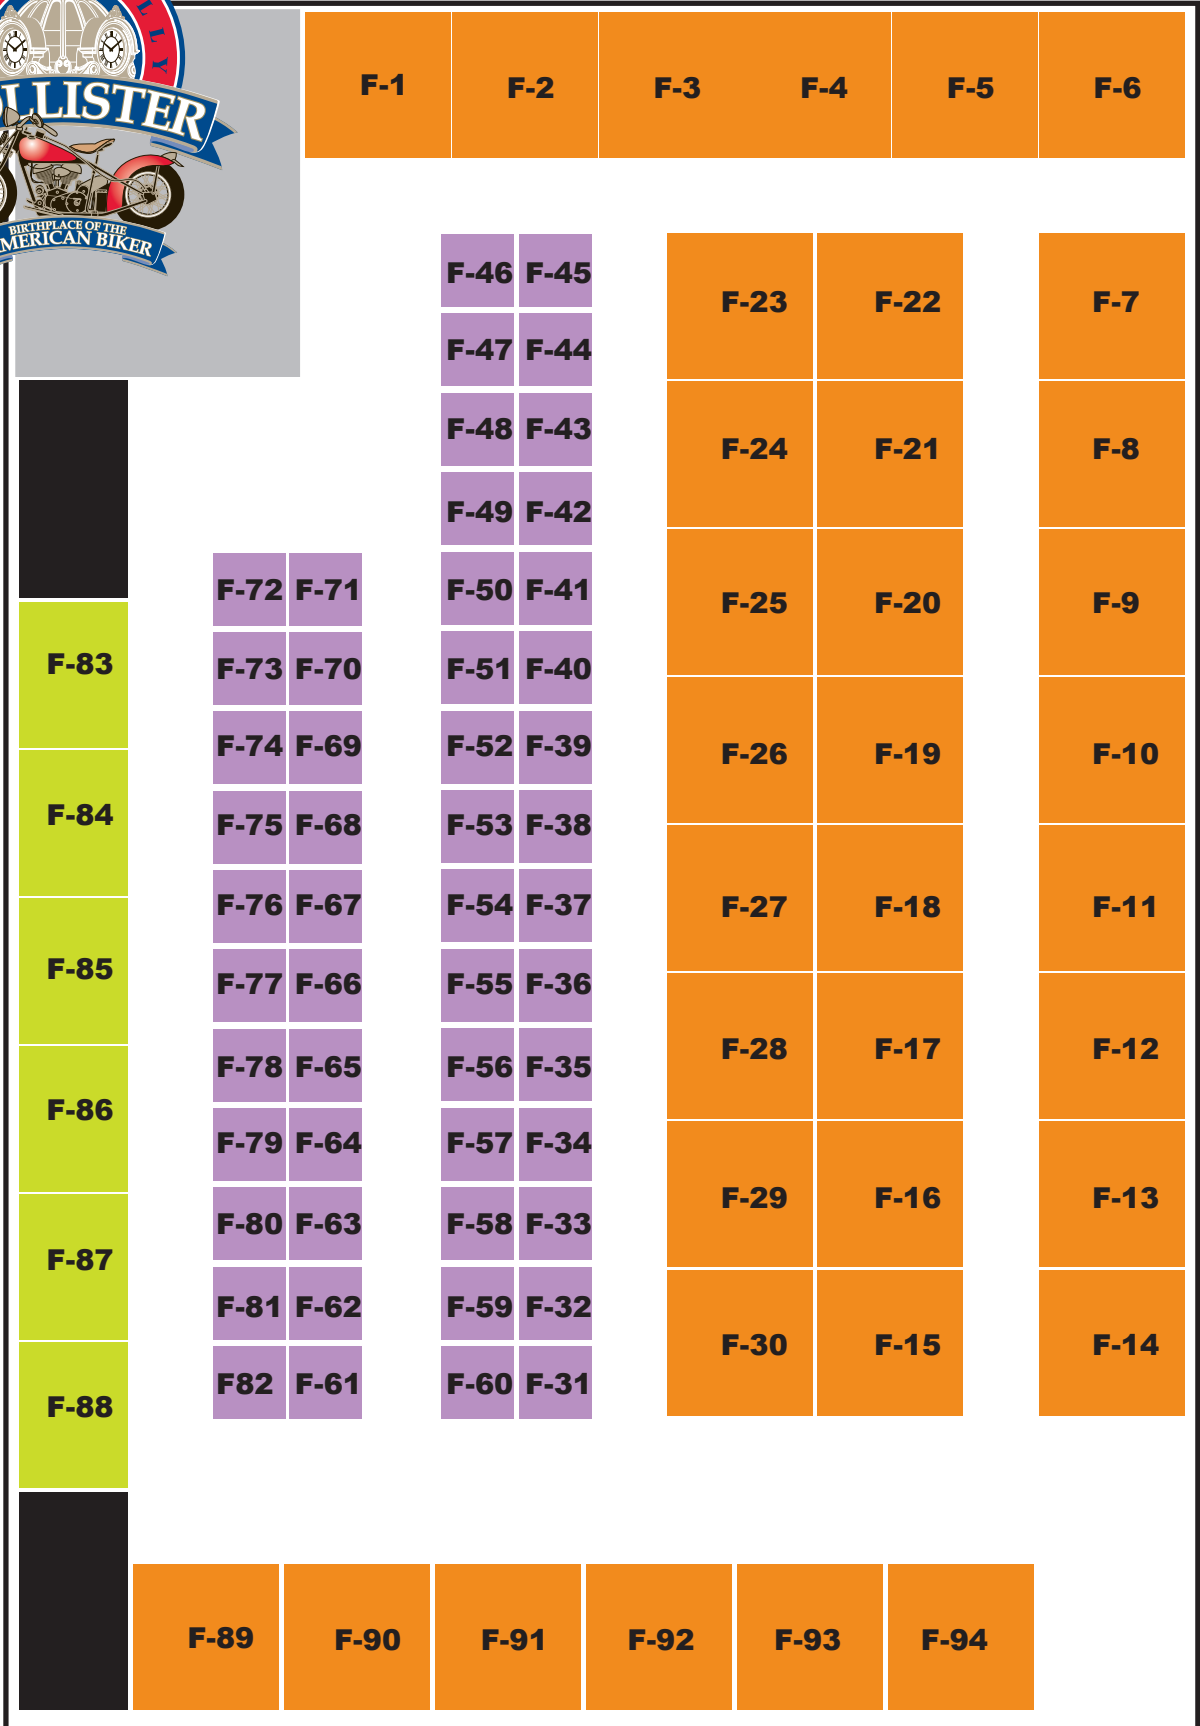 LLY
LLISTER
BIRTHPLACE OF THE
MERICAN BIKER
F-1 F-2 F-3 F-4 F-5 F-6
F-46 F-45 F-23 F-22 F-7
F-47 F-44
F-48 F-43 F-24 F-21 F-8
F-49 F-42
F-72 F-71 F-50 F-41 F-25 F-20 F-9
F-83 F-73 F-70 F-51 F-40
F-74 F-69 F-52 F-39 F-26 F-19 F-10
F-84 F-75 F-68 F-53 F-38
F-76 F-67 F-54 F-37 F-27 F-18 F-11
F-85 F-77 F-66 F-55 F-36
F-78 F-65 F-56 F-35 F-28 F-17 F-12
F-86 F-79 F-64 F-57 F-34
F-80 F-63 F-58 F-33 F-29 F-16 F-13
F-87 F-81 F-62 F-59 F-32
F-30 F-15 F-14
F-88 F82 F-61 F-60 F-31
F-89 F-90 F-91 F-92 F-93 F-94